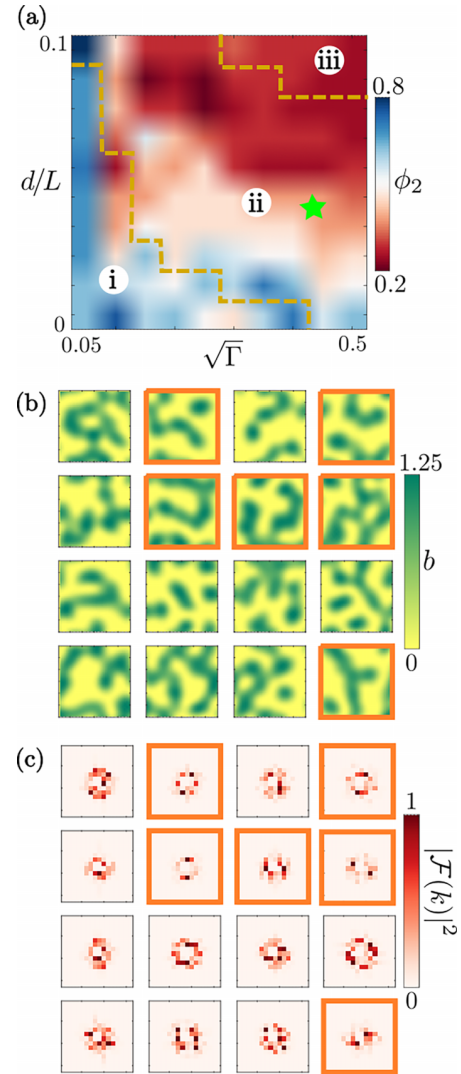 (a)
0.1
iii
0.8
d/L
ii
ϕ₂
i
0.2
0
0.05
√Γ
0.5
(b)
1.25
b
0
(c)
1
|ℱ(k)|²
0